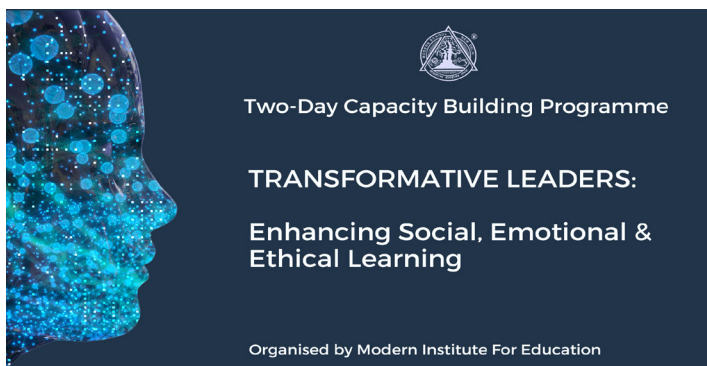 Two-Day Capacity Building Programme
TRANSFORMATIVE LEADERS:
Enhancing Social, Emotional &
Ethical Learning
Organised by Modern Institute For Education